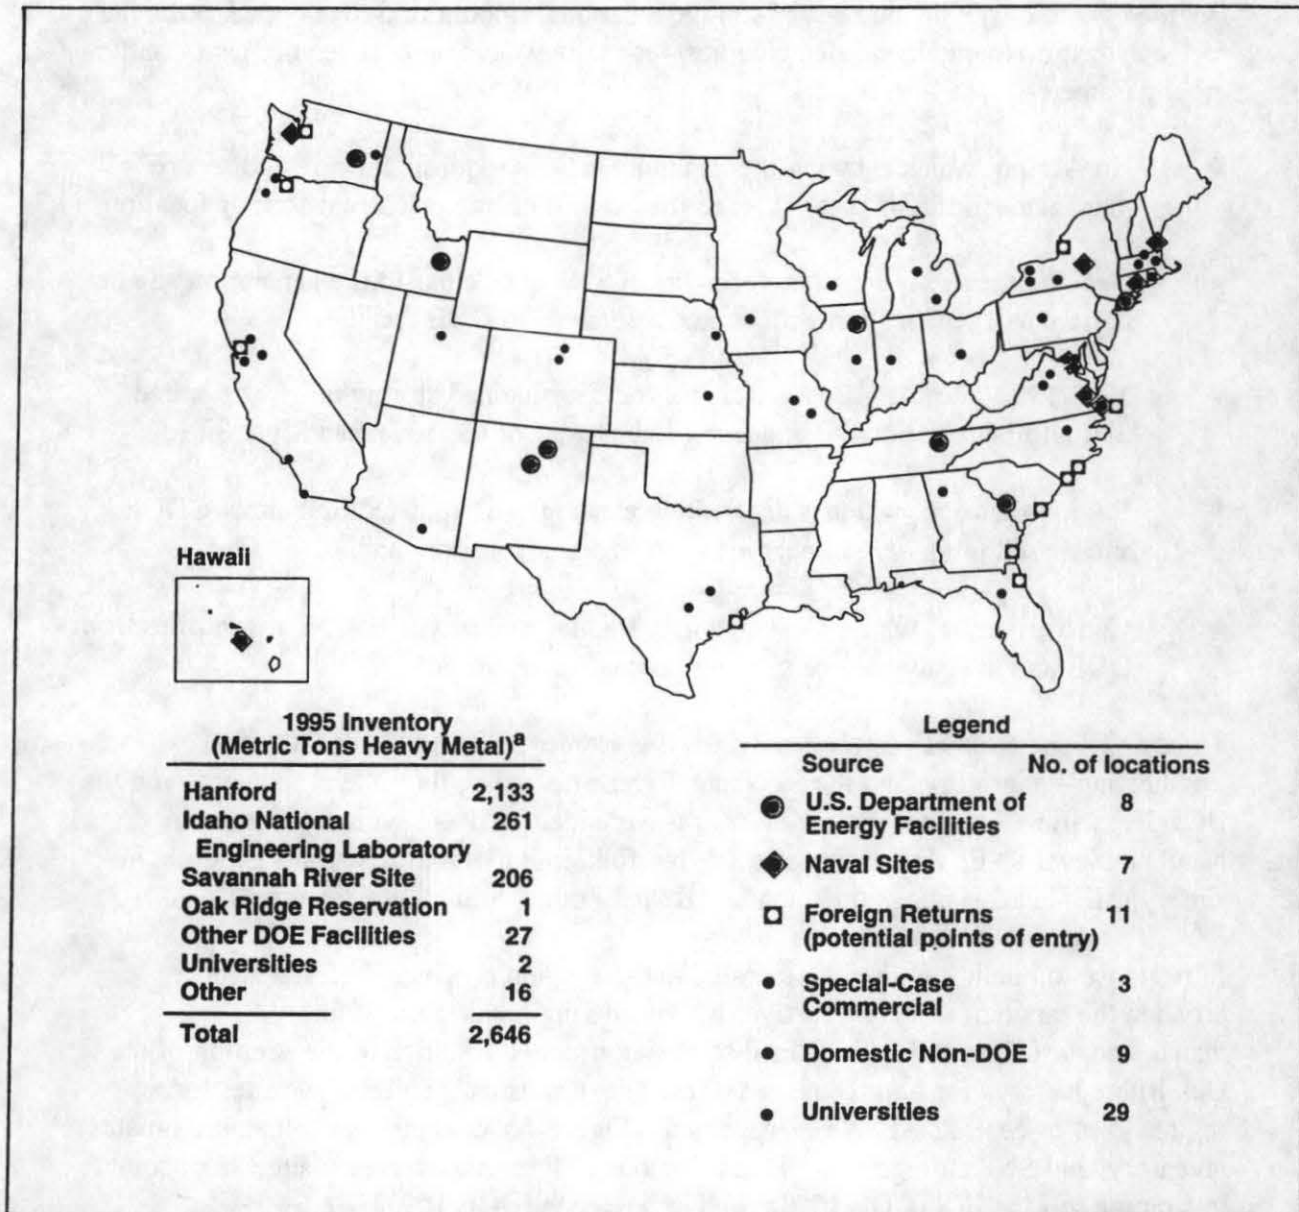 Hawaii
1995 Inventory
(Metric Tons Heavy Metal)a
Hanford 2,133
Idaho National 261
Engineering Laboratory
Savannah River Site 206
Oak Ridge Reservation 1
Other DOE Facilities 27
Universities 2
Other 16
Total 2,646
Legend
Source No. of locations
U.S. Department of 8
Energy Facilities
Naval Sites 7
Foreign Returns 11
(potential points of entry)
Special-Case 3
Commercial
Domestic Non-DOE 9
Universities 29